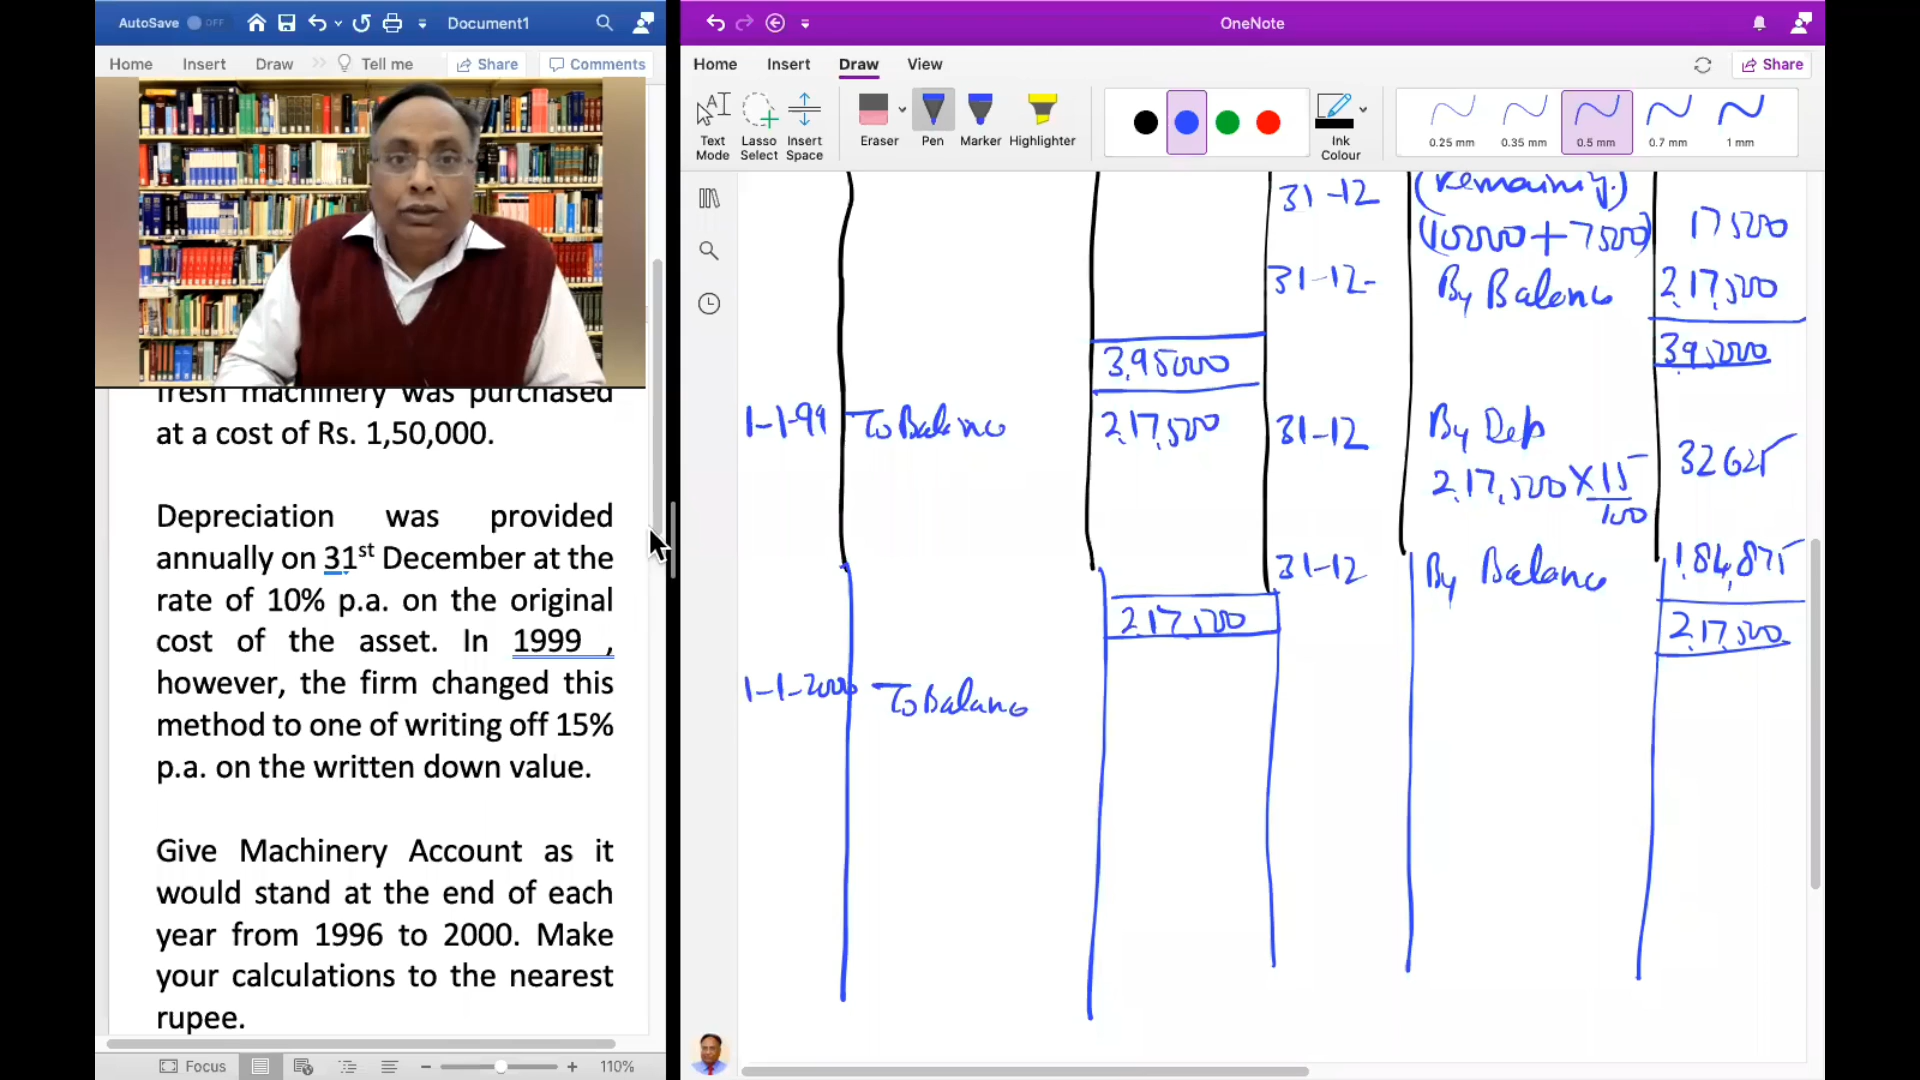 AutoSave OFF
Document1
OneNote
Home Insert Draw Tell me Share Comments
Home Insert Draw View
Share
Text Mode
Lasso Select
Insert Space
Eraser
Pen
Marker
Highlighter
Ink Colour
0.25 mm
0.35 mm
0.5 mm
0.7 mm
1 mm
fresh machinery was purchased
at a cost of Rs. 1,50,000.
Depreciation was provided
annually on 31st December at the
rate of 10% p.a. on the original
cost of the asset. In 1999 ,
however, the firm changed this
method to one of writing off 15%
p.a. on the written down value.
Give Machinery Account as it
would stand at the end of each
year from 1996 to 2000. Make
your calculations to the nearest
rupee.
Focus
110%
31-12 (Remaining)
(10000+7500) 17500
31-12- By Balance 2,17,500
3,95000 3,95000
1-1-99 To Balance 2,17,500 31-12 By Dep
2,17,500 X 15/100 32625
31-12 By Balance 1,84,875
2,17,500 2,17,500
1-1-2000 To Balance